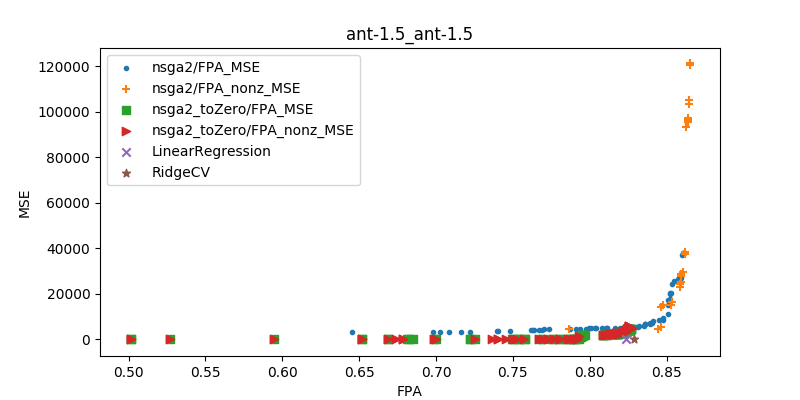 ant-1.5_ant-1.5
nsga2/FPA_MSE
nsga2/FPA_nonz_MSE
nsga2_toZero/FPA_MSE
nsga2_toZero/FPA_nonz_MSE
LinearRegression
RidgeCV
120000
100000
80000
60000
40000
20000
0
MSE
0.50 0.55 0.60 0.65 0.70 0.75 0.80 0.85
FPA